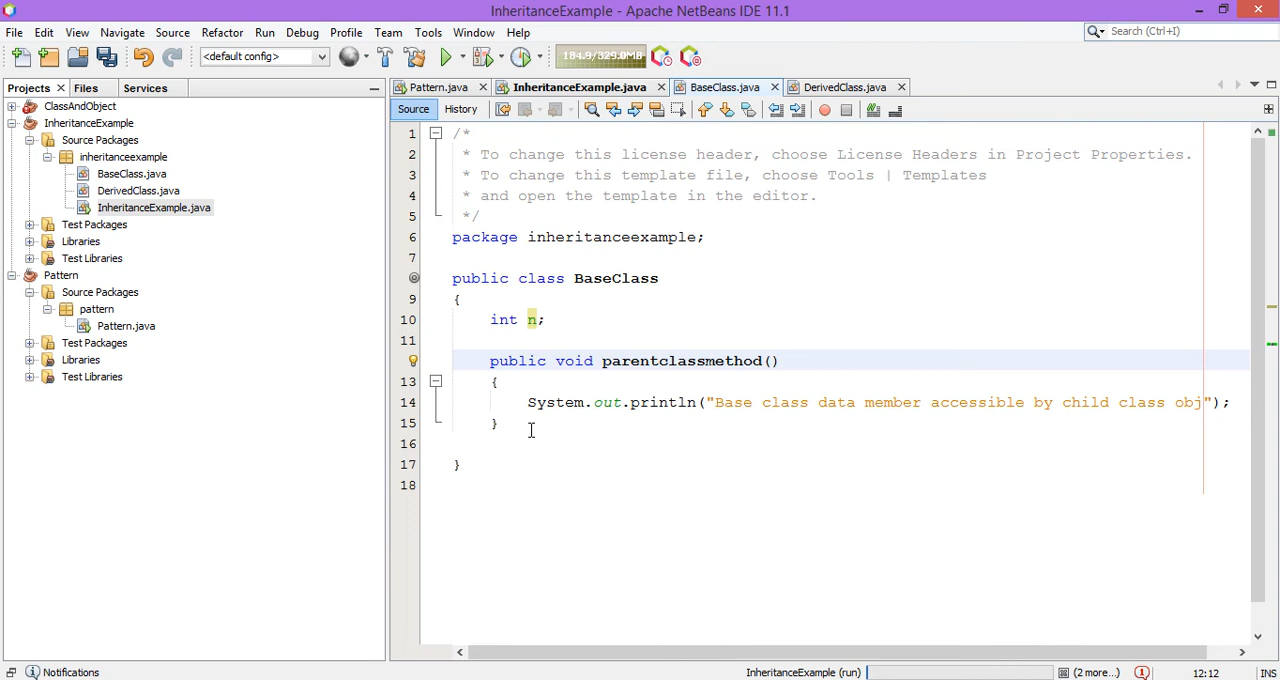 InheritanceExample - Apache NetBeans IDE 11.1
File Edit View Navigate Source Refactor Run Debug Profile Team Tools Window Help
Search (Ctrl+I)
<default config>
184.9/329.0MB
Projects Files Services
Pattern.java InheritanceExample.java BaseClass.java DerivedClass.java
Source History
ClassAndObject
InheritanceExample
Source Packages
inheritanceexample
BaseClass.java
DerivedClass.java
InheritanceExample.java
Test Packages
Libraries
Test Libraries
Pattern
Source Packages
pattern
Pattern.java
Test Packages
Libraries
Test Libraries
1 /*
2 * To change this license header, choose License Headers in Project Properties.
3 * To change this template file, choose Tools | Templates
4 * and open the template in the editor.
5 */
6 package inheritanceexample;
7
public class BaseClass
9 {
10 int n;
11
public void parentclassmethod()
13 {
14 System.out.println("Base class data member accessible by child class obj");
15 }
16
17 }
18
Notifications
InheritanceExample (run)
(2 more...)
1
12:12
INS